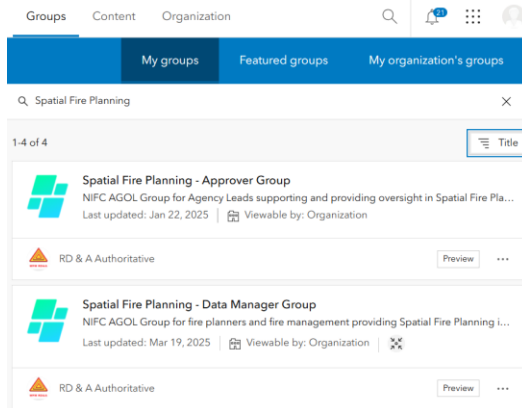 Groups Content Organization 21
My groups Featured groups My organization's groups
Spatial Fire Planning
1-4 of 4 Title
Spatial Fire Planning - Approver Group
NIFC AGOL Group for Agency Leads supporting and providing oversight in Spatial Fire Pla...
Last updated: Jan 22, 2025 Viewable by: Organization
RD & A Authoritative Preview
Spatial Fire Planning - Data Manager Group
NIFC AGOL Group for fire planners and fire management providing Spatial Fire Planning i...
Last updated: Mar 19, 2025 Viewable by: Organization
RD & A Authoritative Preview